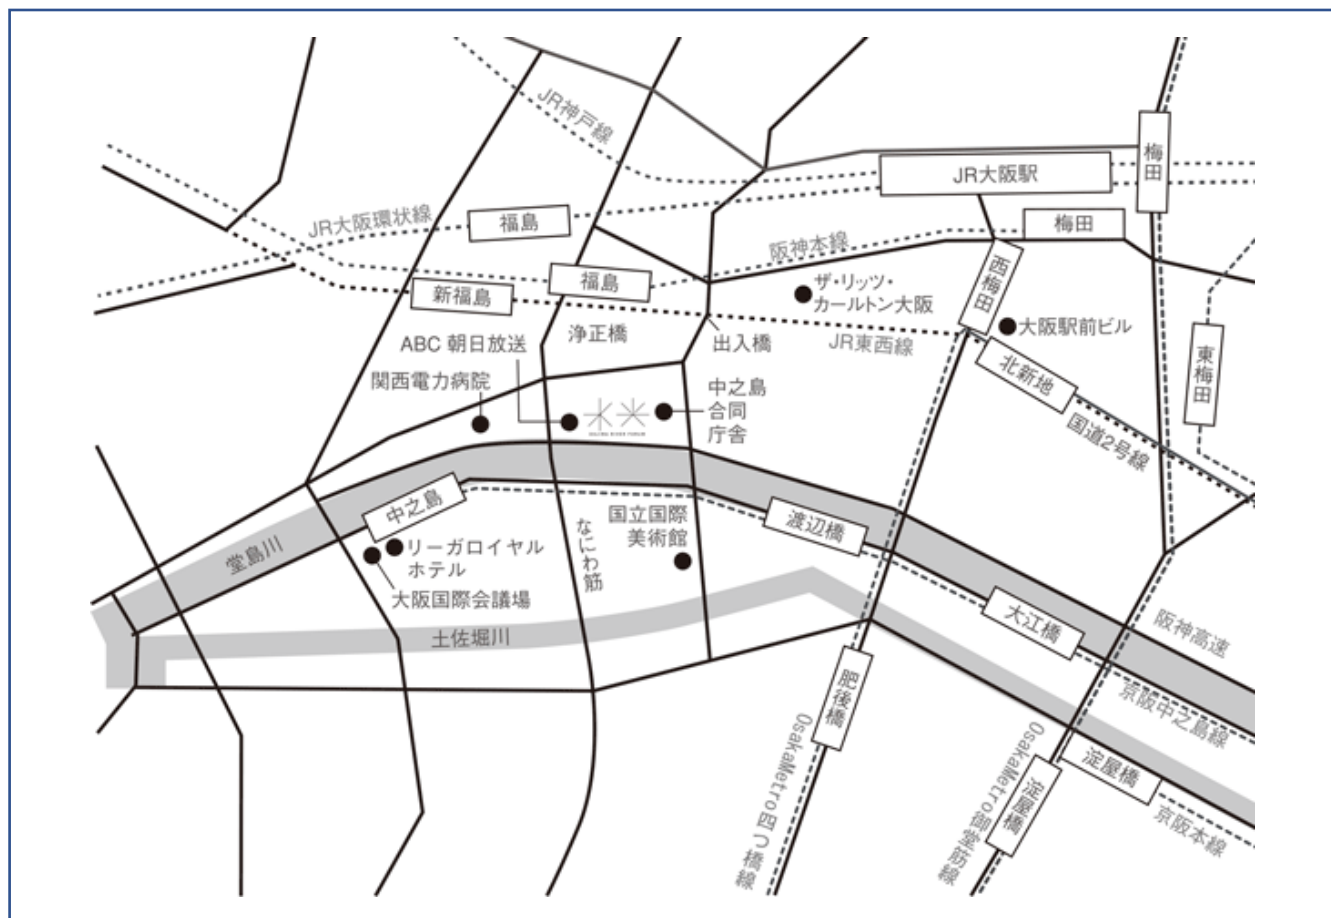 JR神戸線
梅田
JR大阪駅
JR大阪環状線
福島
梅田
阪神本線
福島
新福島
西梅田
ザ・リッツ・
カールトン大阪
大阪駅前ビル
浄正橋
出入橋
JR東西線
ABC 朝日放送
関西電力病院
中之島
合同
庁舎
北新地
東梅田
国道2号線
中之島
国立国際
美術館
渡辺橋
なにわ筋
堂島川
リーガロイヤル
ホテル
大阪国際会議場
土佐堀川
大江橋
阪神高速
肥後橋
京阪中之島線
OsakaMetro四つ橋線
OsakaMetro御堂筋線
淀屋橋
淀屋橋
京阪本線